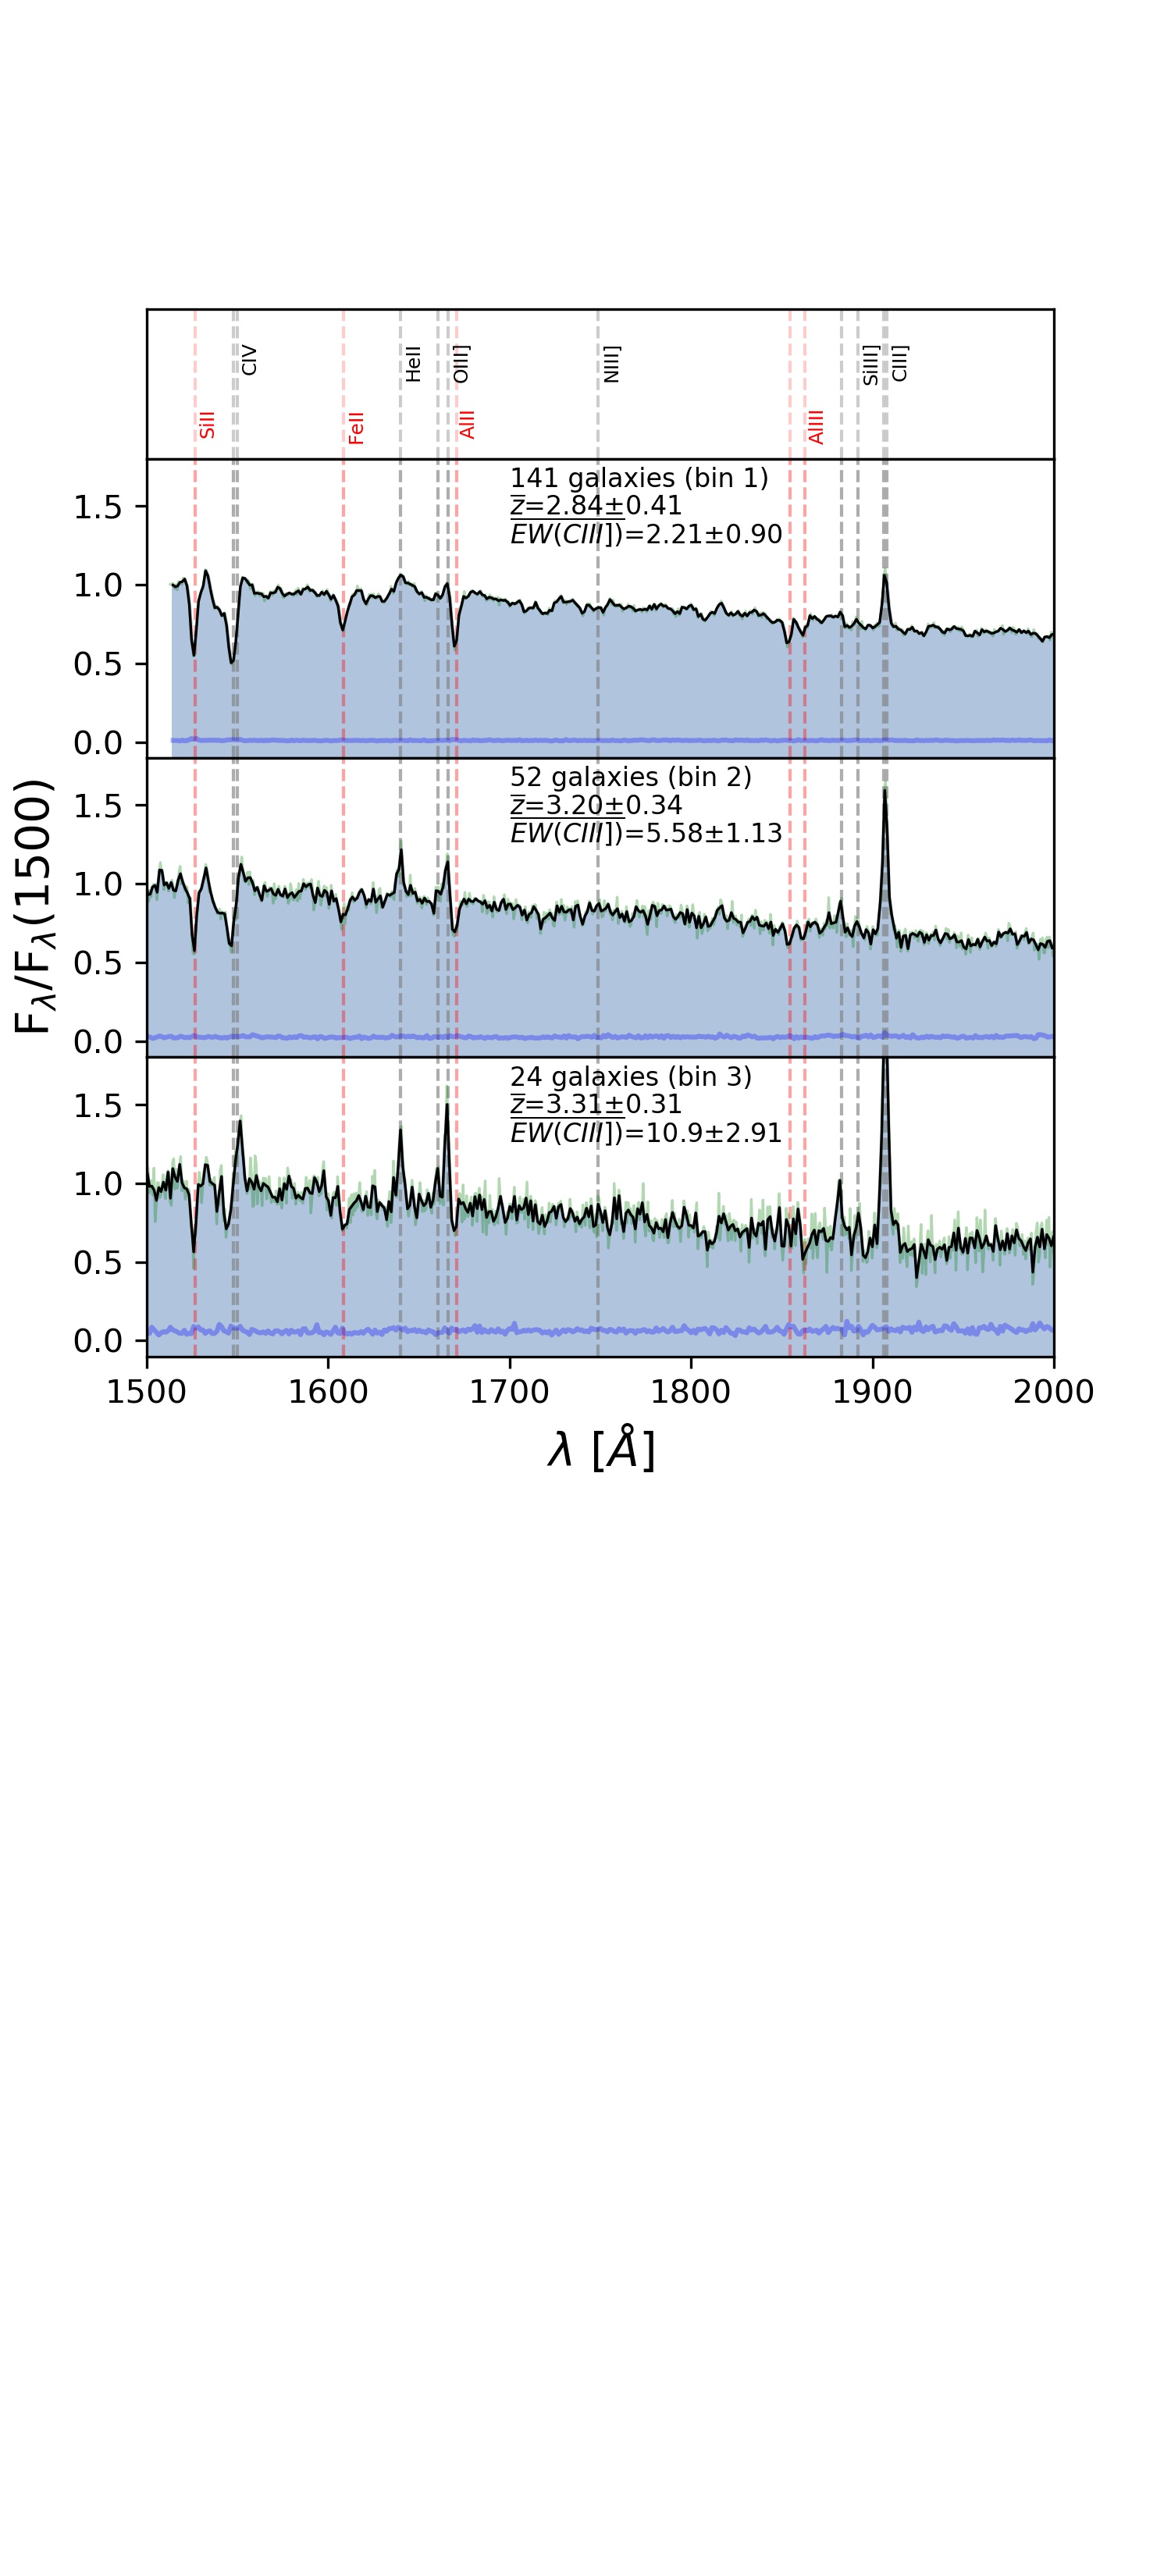 CIV
HeII
OIII]
NIII]
SiIII]
CIII]
SiII
FeII
AlII
AlIII
141 galaxies (bin 1)
z̅=2.84±0.41
EW(CIII])=2.21±0.90
1.5
1.0
0.5
0.0
52 galaxies (bin 2)
z̅=3.20±0.34
EW(CIII])=5.58±1.13
1.5
1.0
0.5
0.0
24 galaxies (bin 3)
z̅=3.31±0.31
EW(CIII])=10.9±2.91
1.5
1.0
0.5
0.0
Fλ/Fλ(1500)
1500 1600 1700 1800 1900 2000
λ [Å]